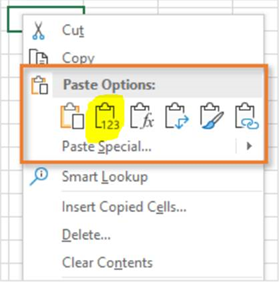 Cut
Copy
Paste Options:
123 fx
Paste Special...
Smart Lookup
Insert Copied Cells...
Delete...
Clear Contents